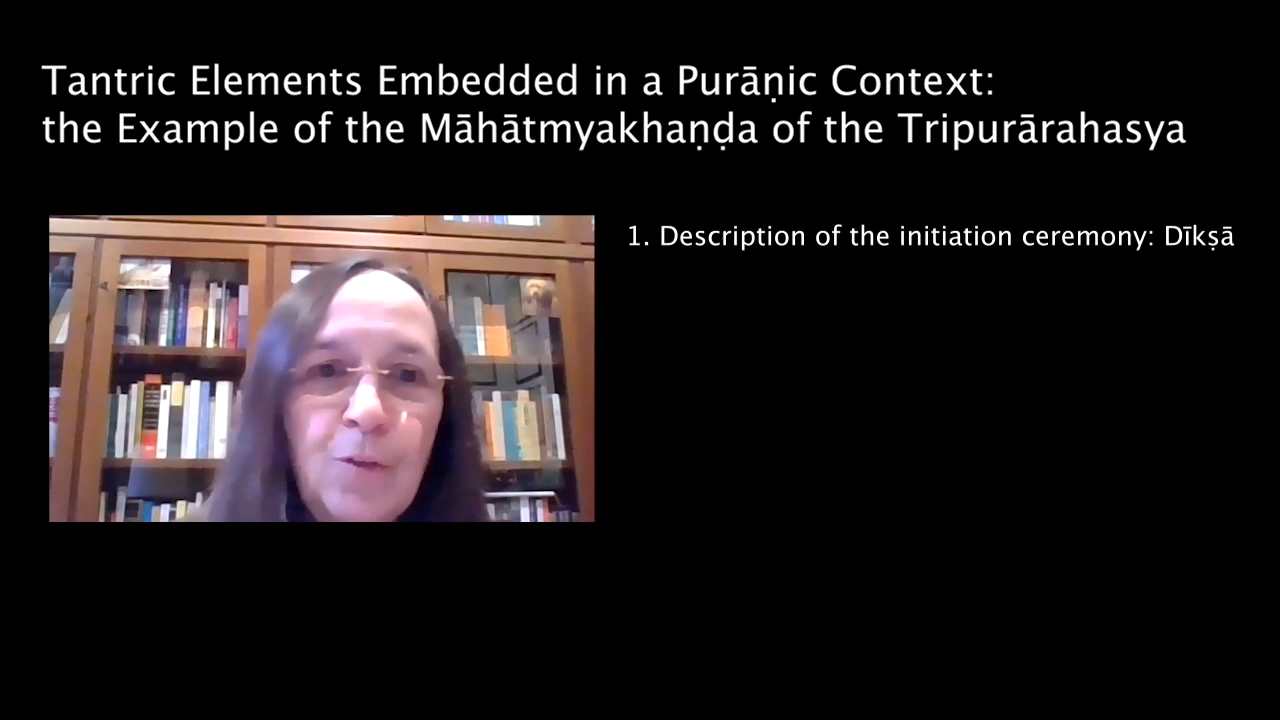 Tantric Elements Embedded in a Purāṇic Context:
the Example of the Māhātmyakhaṇḍa of the Tripurārahasya
1. Description of the initiation ceremony: Dīkṣā